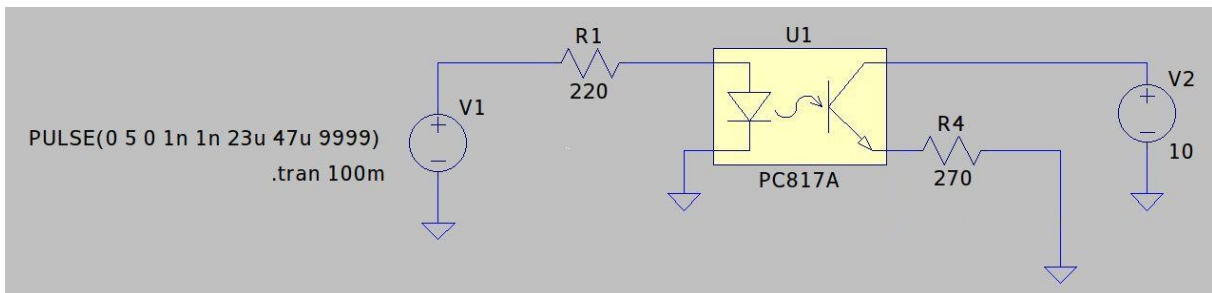 R1
220
U1
PC817A
V1
PULSE(0 5 0 1n 1n 23u 47u 9999)
.tran 100m
R4
270
V2
10